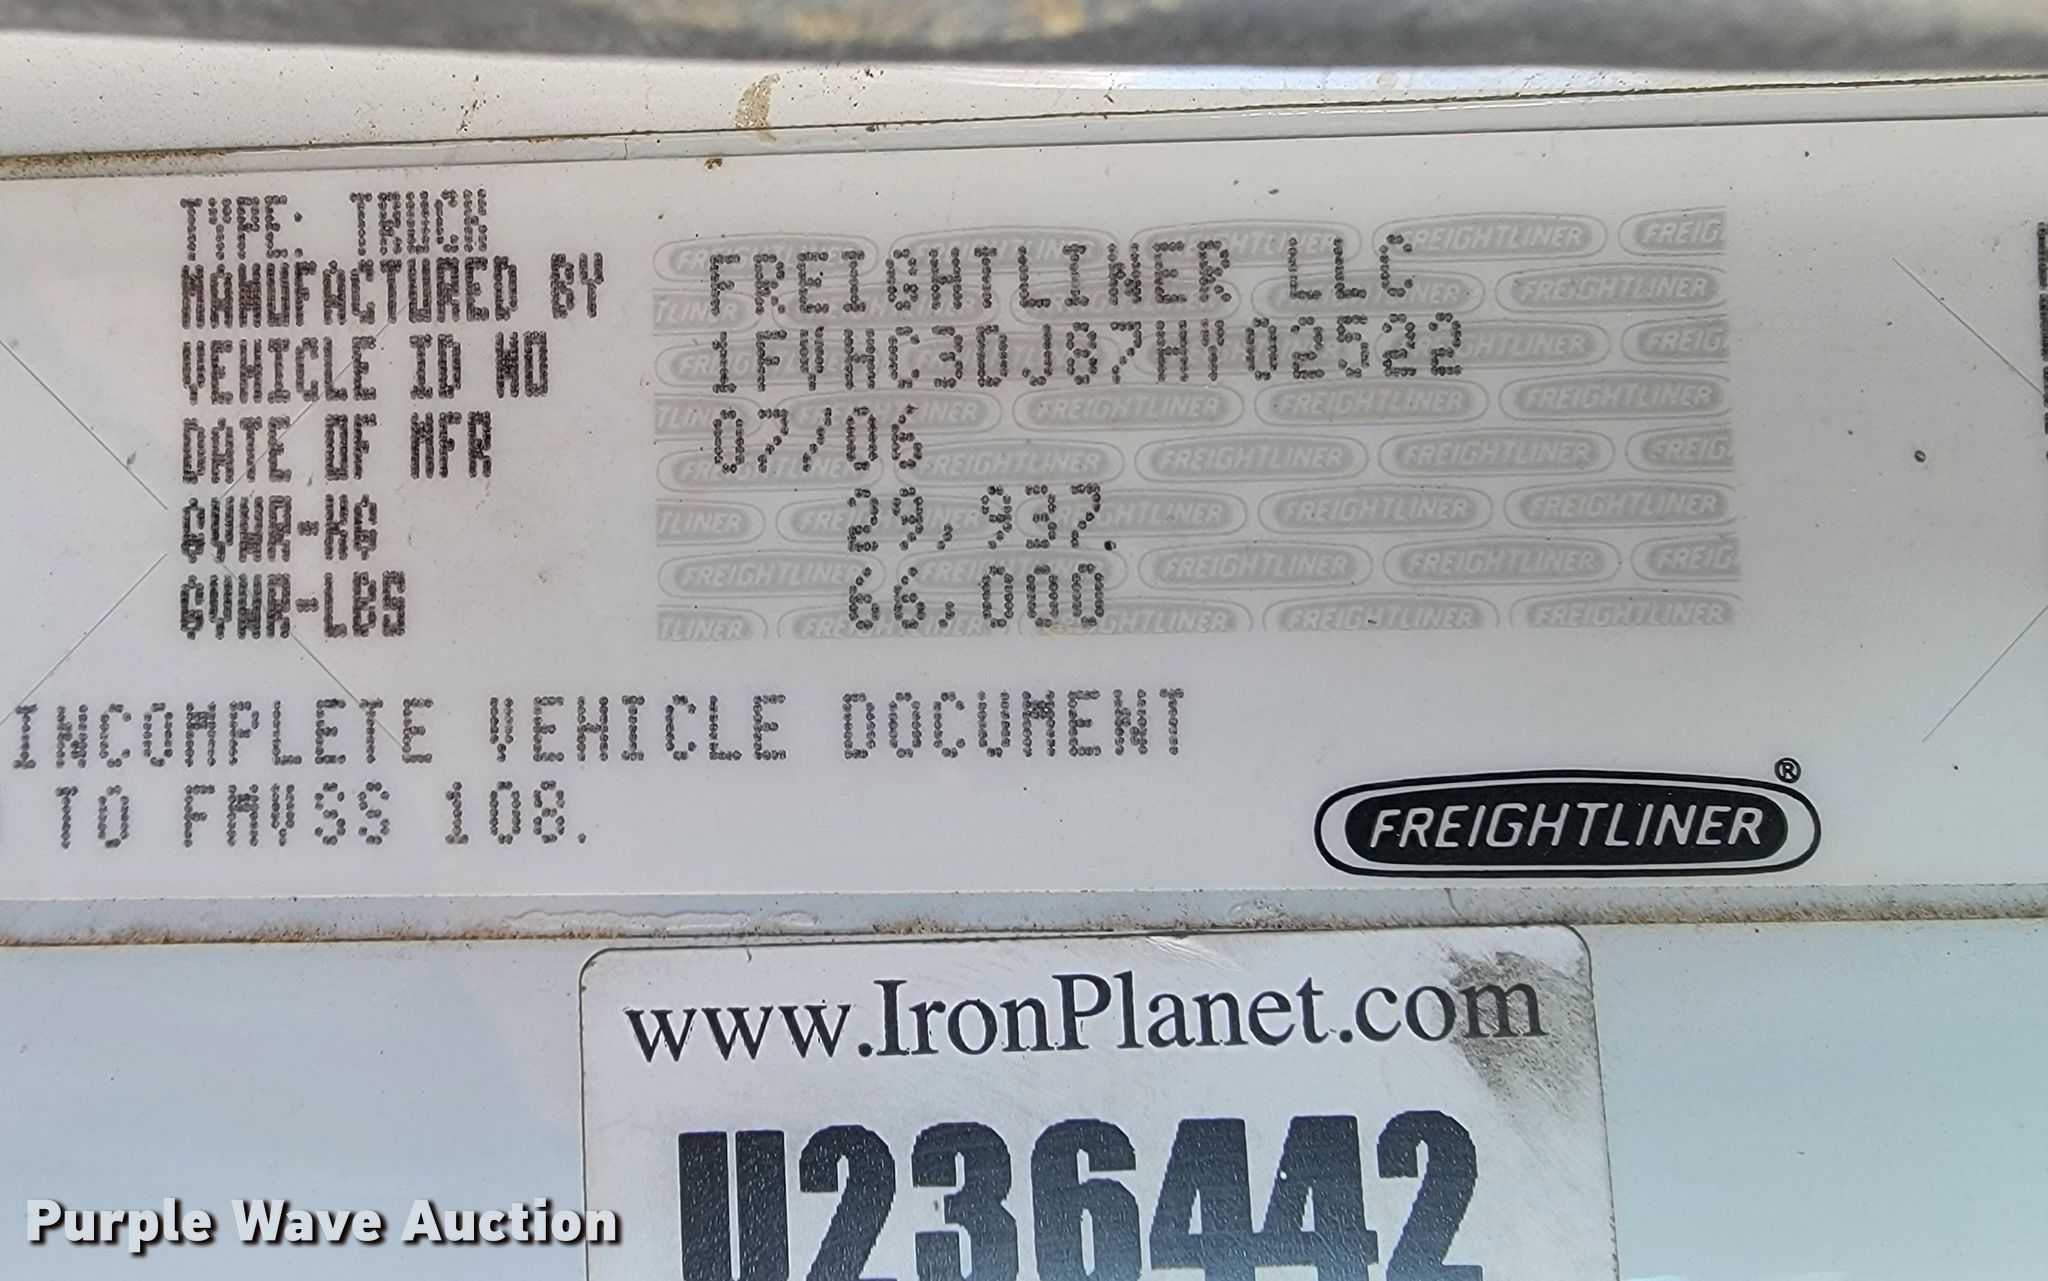 TYPE: TRUCK
MANUFACTURED BY FREIGHTLINER LLC
VEHICLE ID NO 1FVHC3FJ87HT02522
DATE OF MFR 07/06
GVWR-KG 29,937
GVWR-LBS 66,000
INCOMPLETE VEHICLE DOCUMENT
TO FMVSS 108.
FREIGHTLINER®
www.IronPlanet.com
U236442
Purple Wave Auction